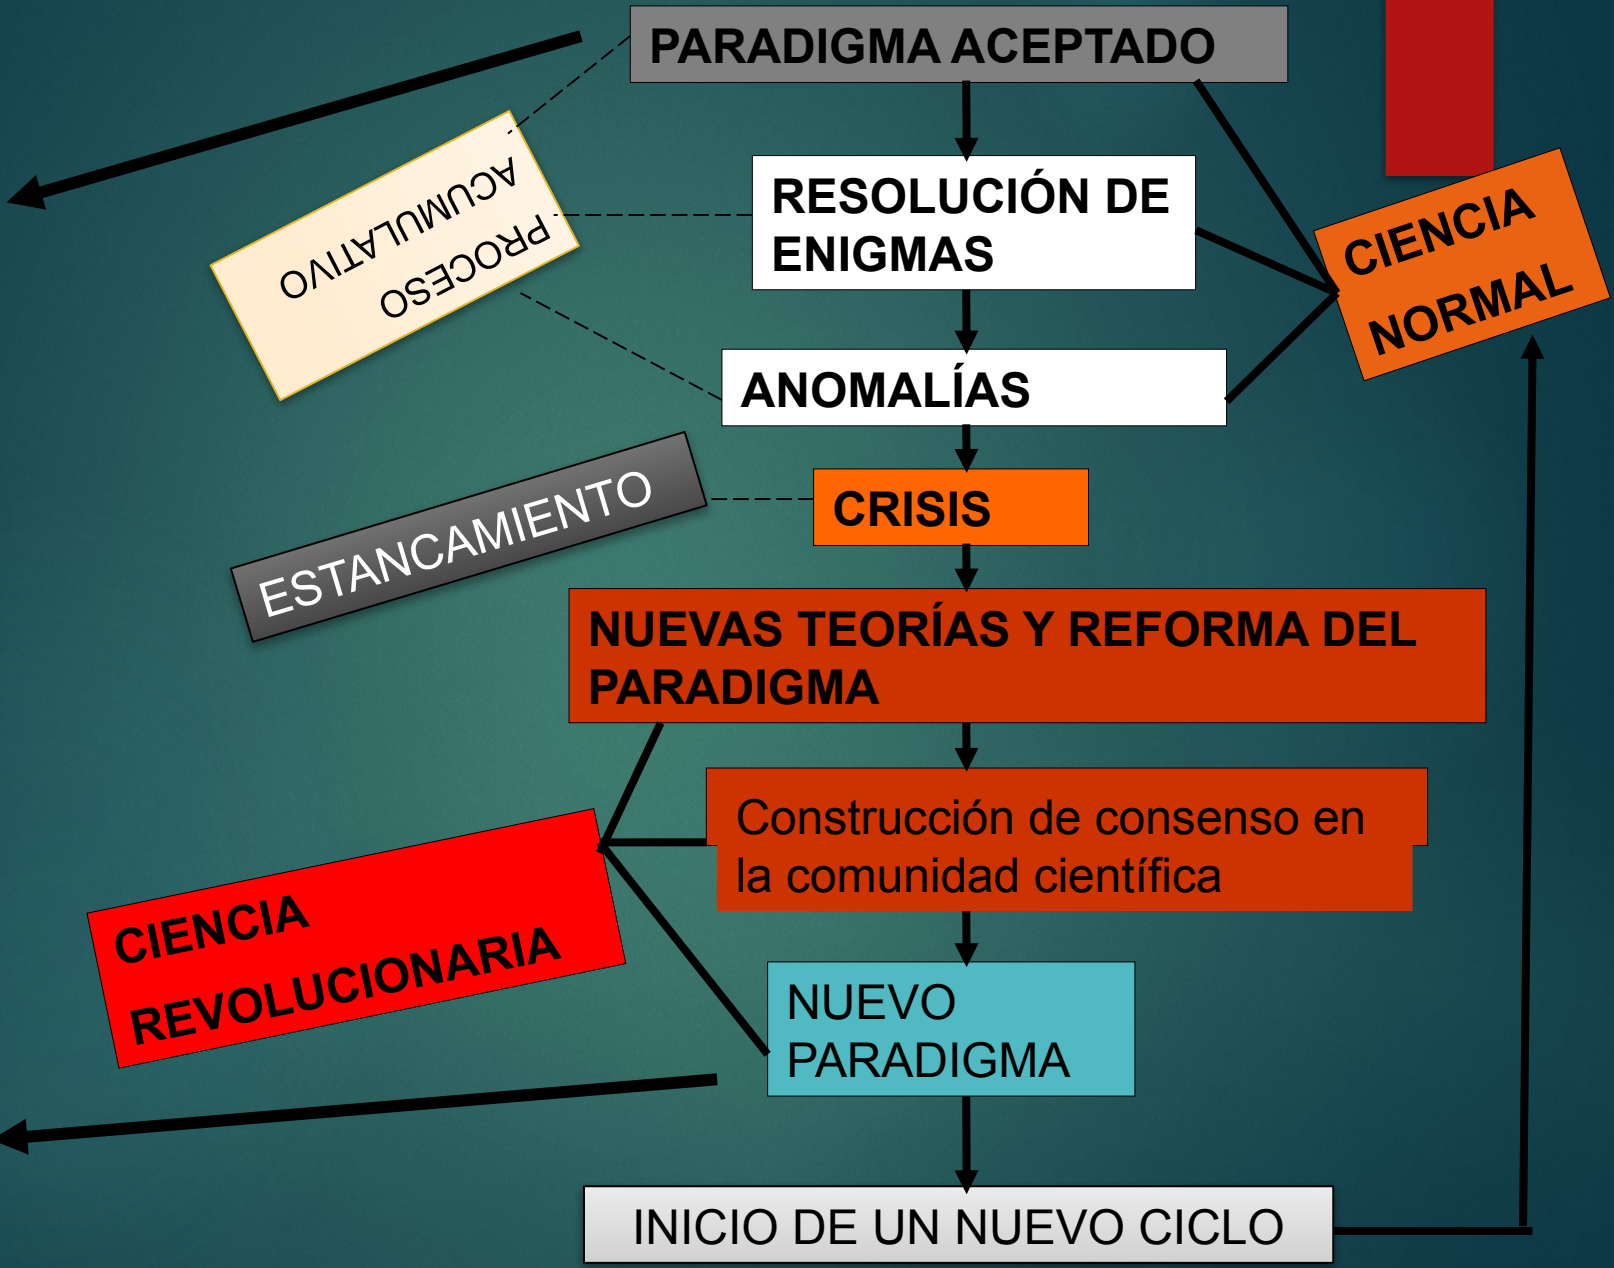 PARADIGMA ACEPTADO
PROCESO
ACUMULATIVO
RESOLUCIÓN DE
ENIGMAS
CIENCIA
NORMAL
ANOMALÍAS
ESTANCAMIENTO
CRISIS
NUEVAS TEORÍAS Y REFORMA DEL
PARADIGMA
Construcción de consenso en
la comunidad científica
CIENCIA
REVOLUCIONARIA
NUEVO
PARADIGMA
INICIO DE UN NUEVO CICLO